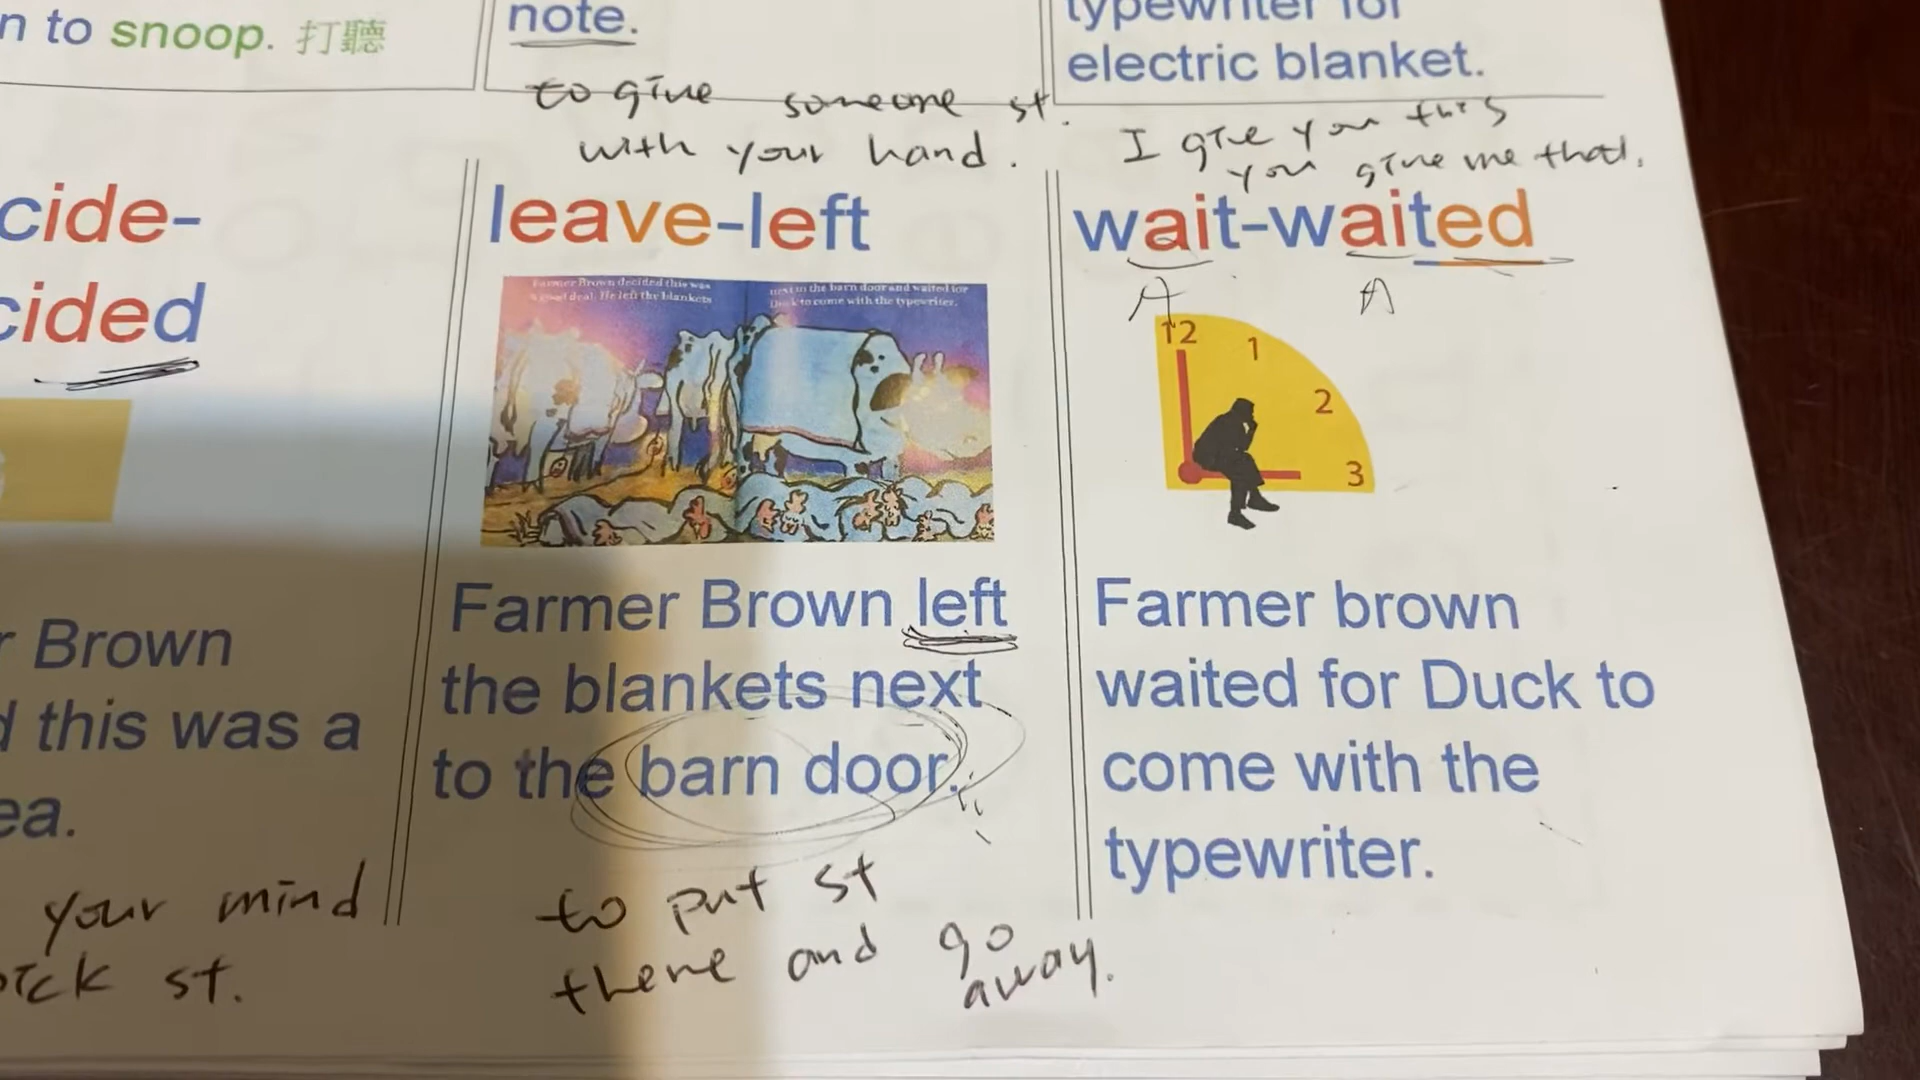 n to snoop. 打聽
note.
typewriter for
electric blanket.
to give someone st.
with your hand.
I give you this
you give me that.
cide-
cided
leave-left
wait-waited
A A
Farmer Brown decided this was
a good deal. He left the blankets
next to the barn door and waited for
Duck to come with the typewriter.
12
1
2
3
r Brown
d this was a
ea.
your mind
pick st.
Farmer Brown left
the blankets next
to the barn door.
to put st
there and go
away.
Farmer brown
waited for Duck to
come with the
typewriter.